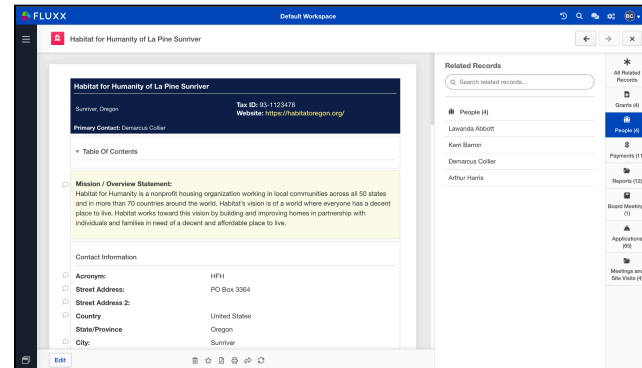 FLUXX
Default Workspace
BC
Habitat for Humanity of La Pine Sunriver
Habitat for Humanity of La Pine Sunriver
Sunriver, Oregon
Tax ID: 93-1123478
Website: https://habitatoregon.org/
Primary Contact: Demarcus Collier
Table Of Contents
Mission / Overview Statement:
Habitat for Humanity is a nonprofit housing organization working in local communities across all 50 states
and in more than 70 countries around the world. Habitat's vision is of a world where everyone has a decent
place to live. Habitat works toward this vision by building and improving homes in partnership with
individuals and families in need of a decent and affordable place to live.
Contact Information
Acronym: HFH
Street Address: PO Box 3364
Street Address 2:
Country United States
State/Province Oregon
City: Sunriver
Edit
Related Records
Search related records...
People (4)
Lawanda Abbott
Kerri Barron
Demarcus Collier
Arthur Harris
All Related
Records
Grants (4)
People (4)
Payments (11
Reports (12)
Board Meeting
(1)
Applications
(65)
Meetings and
Site Visits (4)